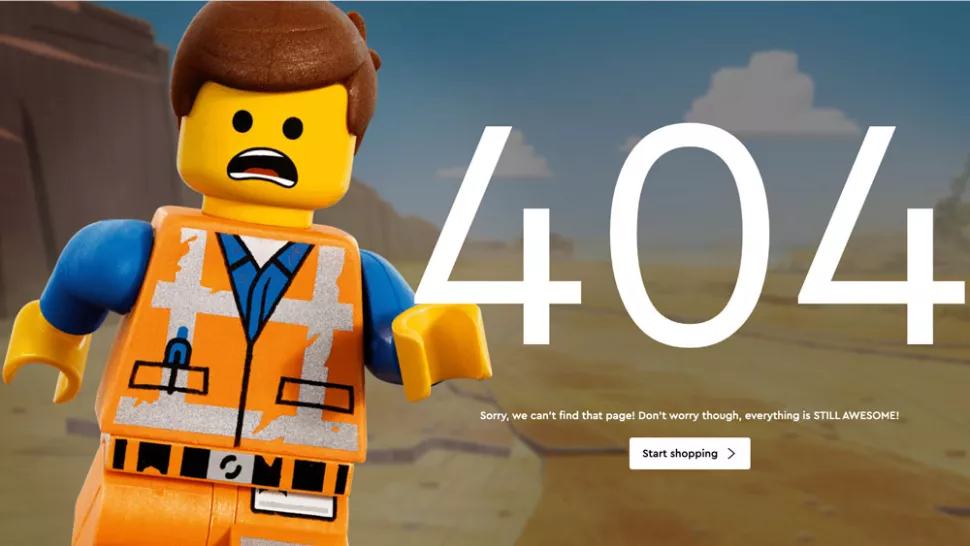 404
Sorry, we can't find that page! Don't worry though, everything is STILL AWESOME!
Start shopping